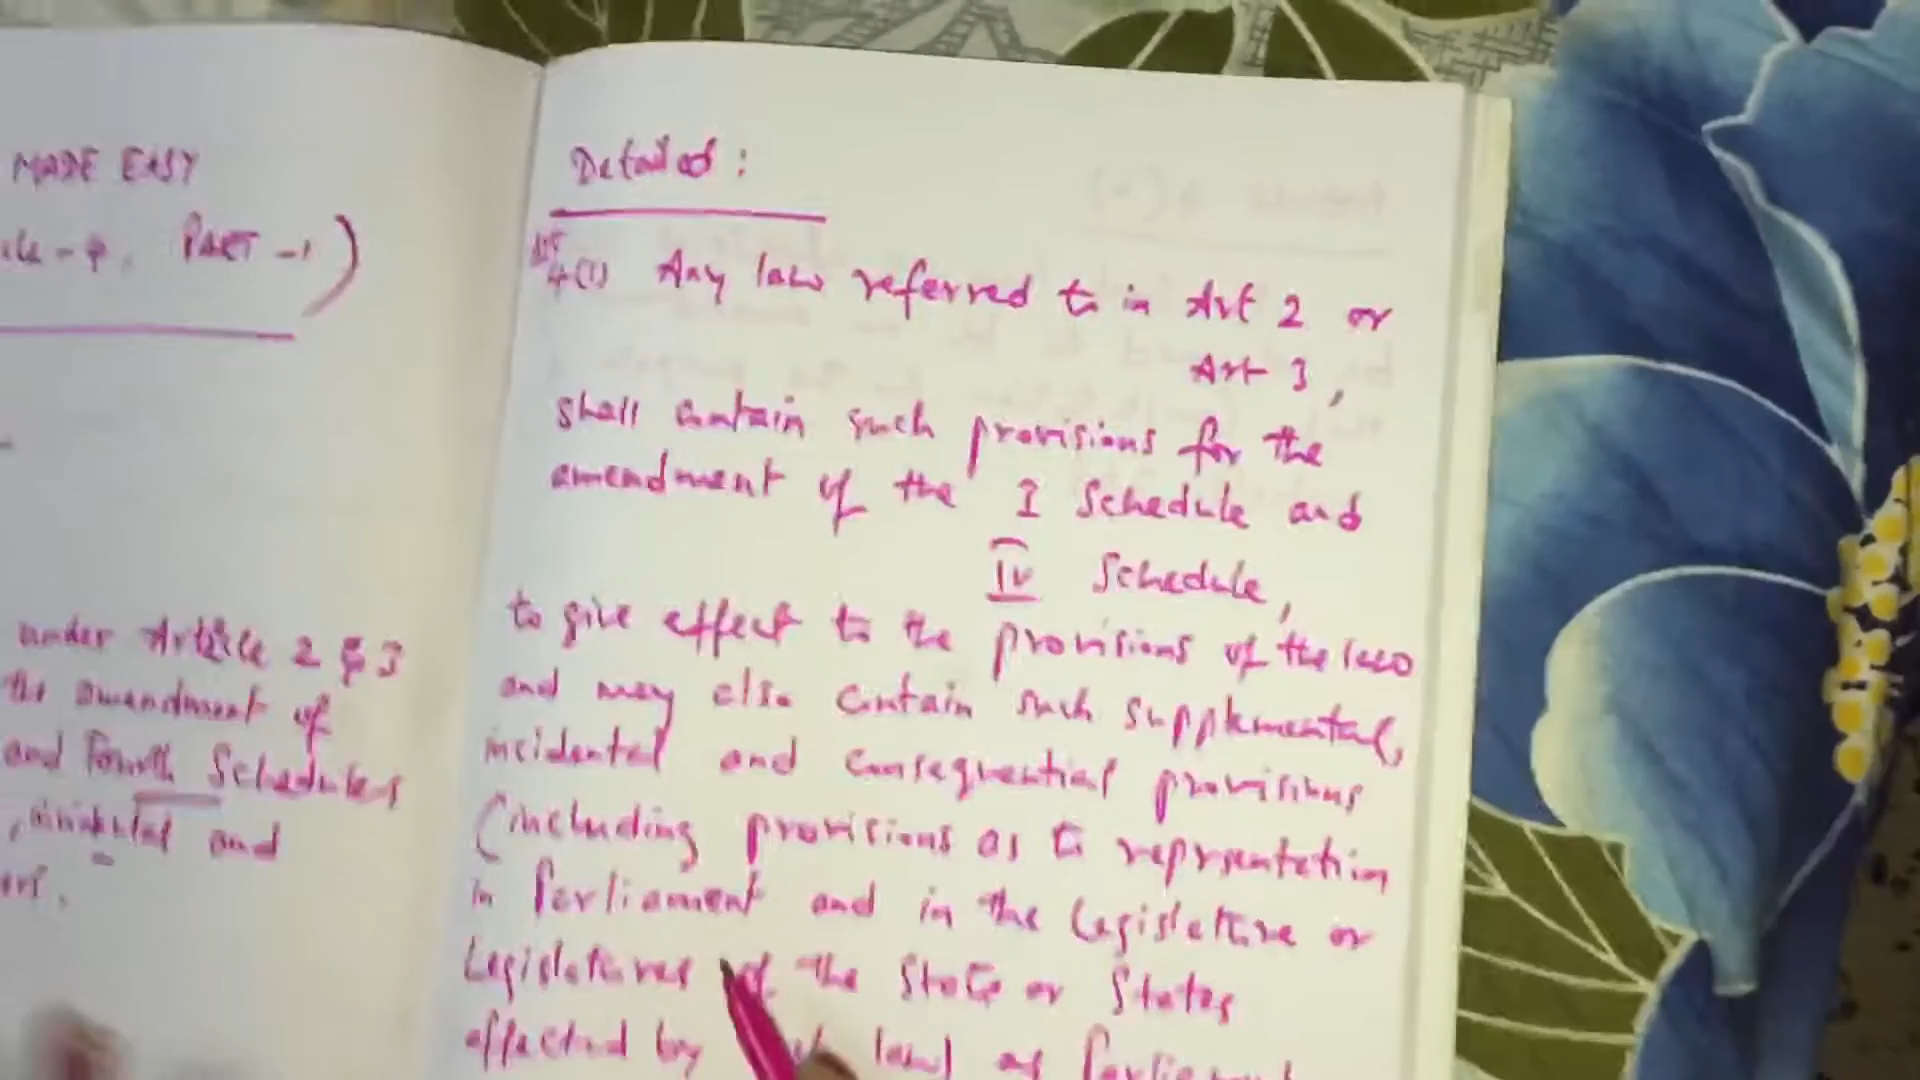 MADE EASY
PART -1)
under Article 2 & 3
the amendment of
and Fourth Schedules
and
Detailed :
Art 4(1) Any law referred to in Art 2 or
Art 3,
shall contain such provisions for the
amendment of the I Schedule and
IV Schedule,
to give effect to the provisions of the law
and may also contain such supplemental,
incidental and consequential provisions
(including provisions as to reprsentation
in Parliament and in the Legislature or
Legislatures of the State or States
affected by law) as Parliament